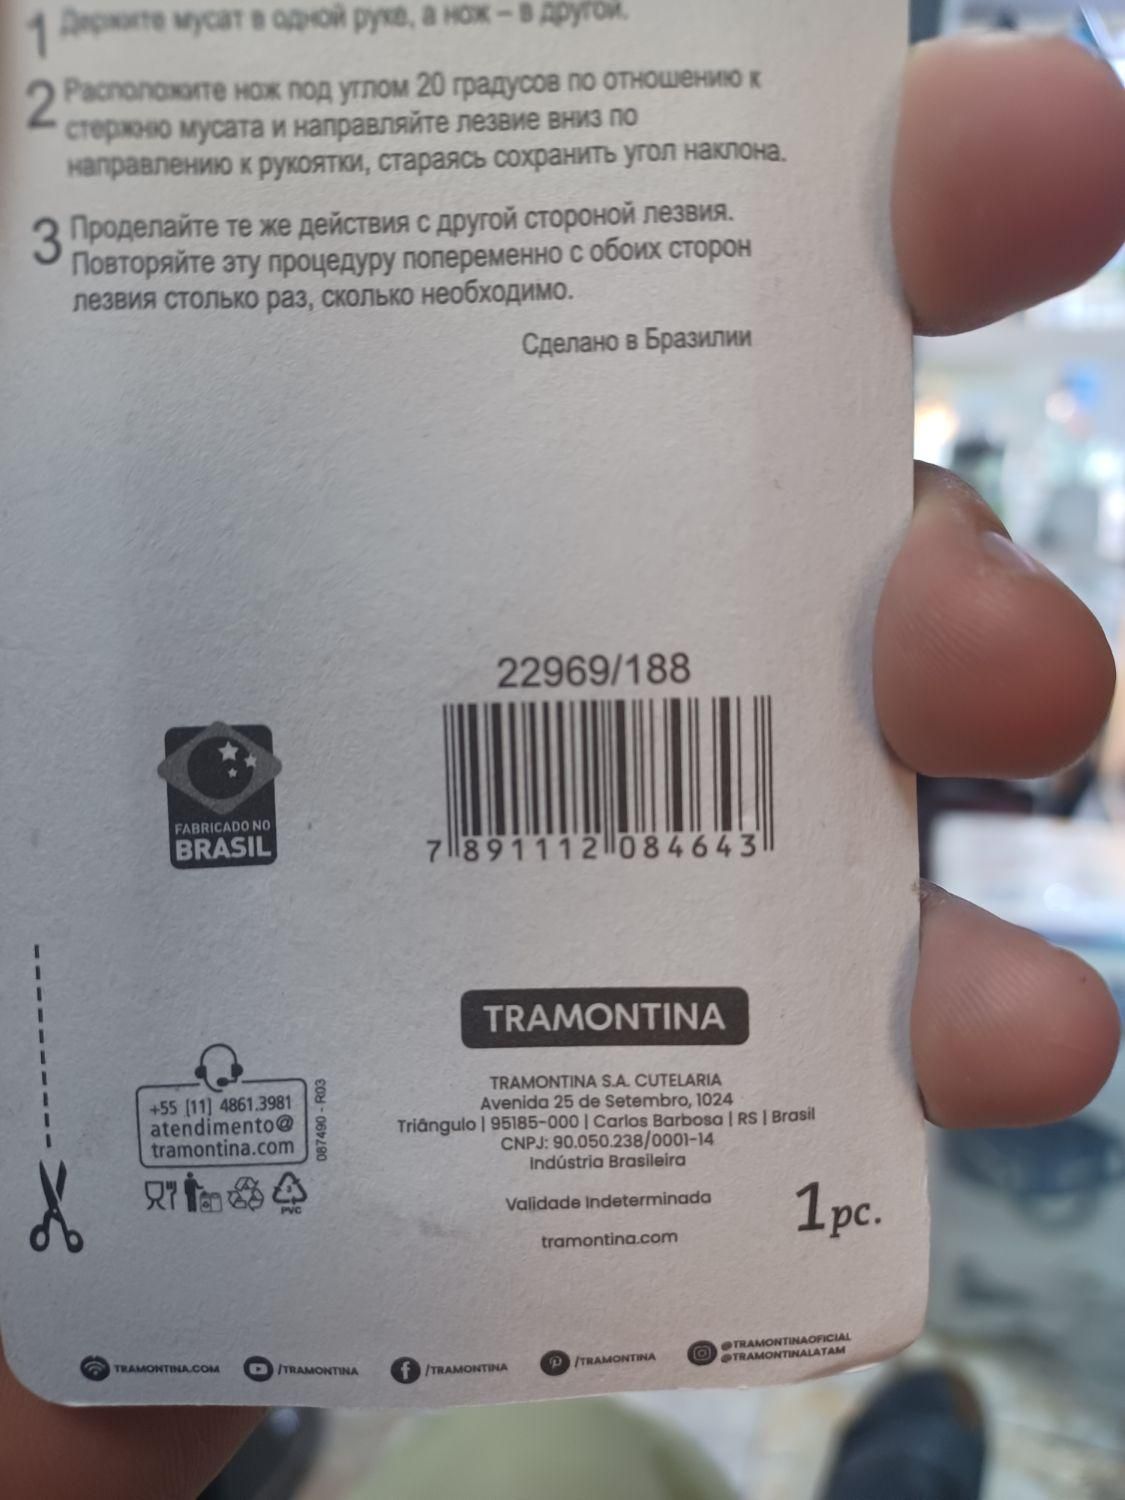 1 Держите мусат в одной руке, а нож – в другой.
2 Расположите нож под углом 20 градусов по отношению к
стержню мусата и направляйте лезвие вниз по
направлению к рукоятки, стараясь сохранить угол наклона.
3 Проделайте те же действия с другой стороной лезвия.
Повторяйте эту процедуру попеременно с обоих сторон
лезвия столько раз, сколько необходимо.
Сделано в Бразилии
22969/188
7 891112 084643
FABRICADO NO
BRASIL
TRAMONTINA
TRAMONTINA S.A. CUTELARIA
Avenida 25 de Setembro, 1024
Triângulo | 95185-000 | Carlos Barbosa | RS | Brasil
CNPJ: 90.050.238/0001-14
Indústria Brasileira
Validade Indeterminada
tramontina.com
+55 [11] 4861.3981
atendimento@
tramontina.com
087490 - R03
3
PVC
1 pc.
TRAMONTINA.COM
/TRAMONTINA
/TRAMONTINA
/TRAMONTINA
@TRAMONTINAOFICIAL
@TRAMONTINALATAM